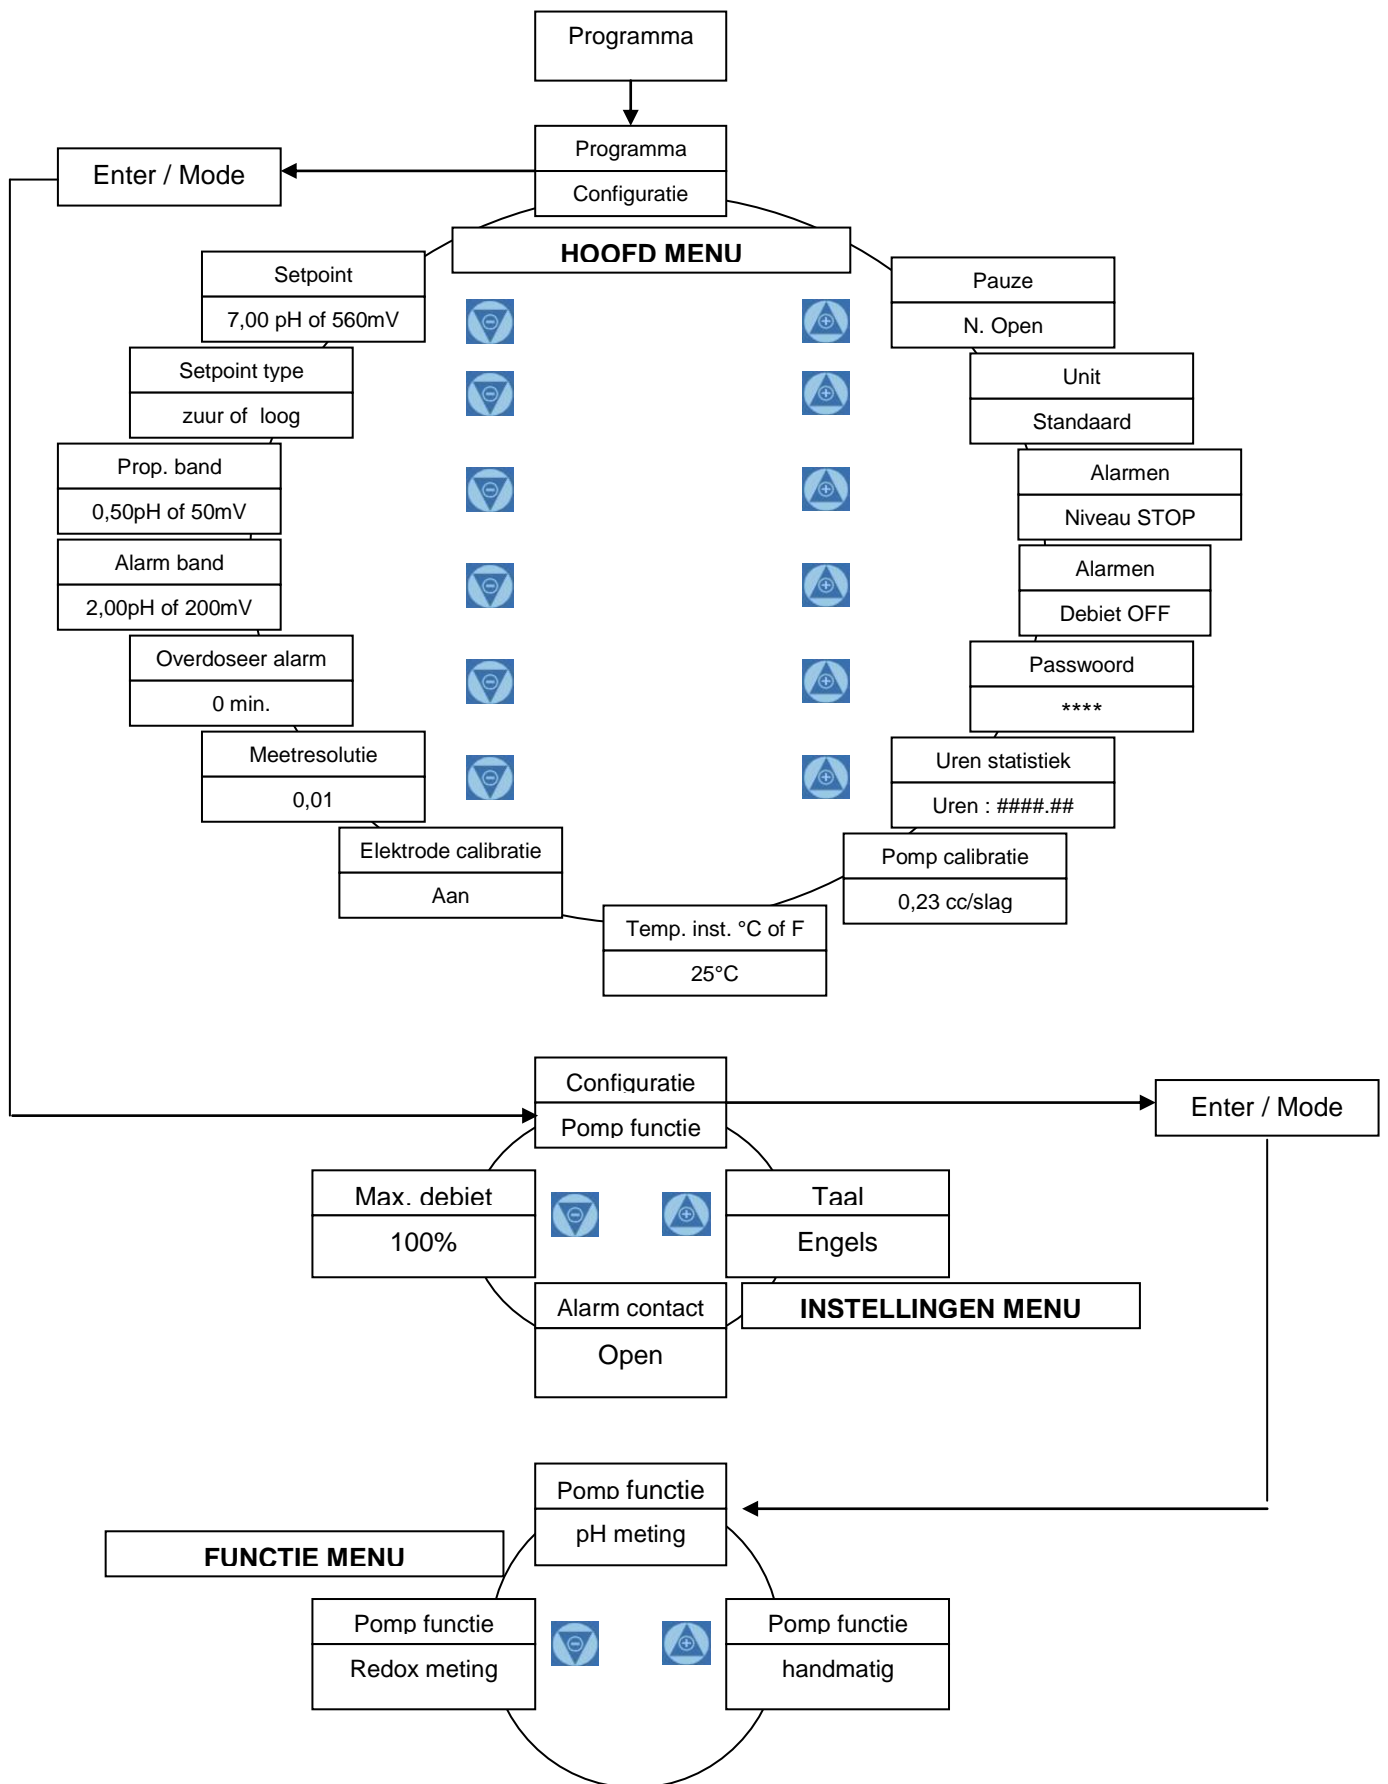 Programma
Programma
Configuratie
Enter / Mode
HOOFD MENU
Setpoint
7,00 pH of 560mV
Setpoint type
zuur of  loog
Prop. band
0,50pH of 50mV
Alarm band
2,00pH of 200mV
Overdoseer alarm
0 min.
Meetresolutie
0,01
Elektrode calibratie
Aan
Temp. inst. °C of F
25°C
Pomp calibratie
0,23 cc/slag
Uren statistiek
Uren : ####.##
Passwoord
****
Alarmen
Debiet OFF
Alarmen
Niveau STOP
Unit
Standaard
Pauze
N. Open
Configuratie
Pomp functie
Enter / Mode
Max. debiet
100%
Taal
Engels
Alarm contact
Open
INSTELLINGEN MENU
Pomp functie
pH meting
FUNCTIE MENU
Pomp functie
Redox meting
Pomp functie
handmatig